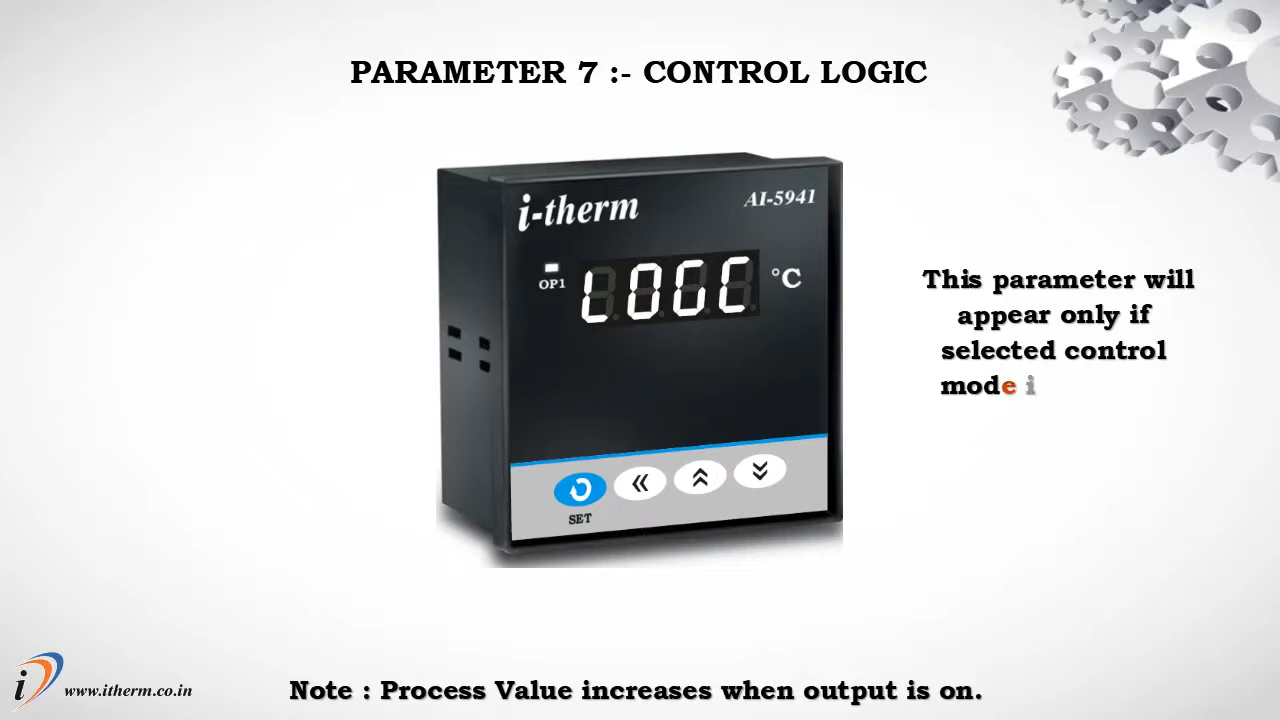 PARAMETER 7 :- CONTROL LOGIC
i-therm
AI-5941
OP1
LOGC
°C
SET
This parameter will
appear only if
selected control
mode i
i
www.itherm.co.in
Note : Process Value increases when output is on.